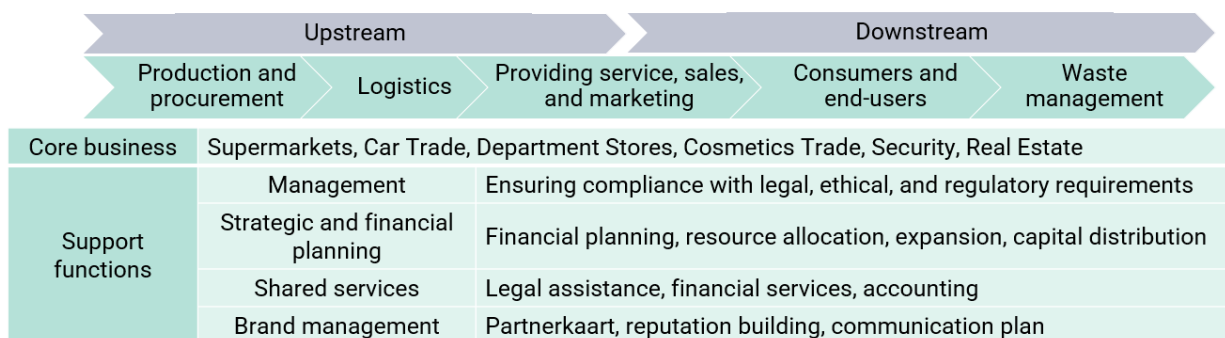 Upstream
Downstream
Production and
procurement
Logistics
Providing service, sales,
and marketing
Consumers and
end-users
Waste
management
Core business
Supermarkets, Car Trade, Department Stores, Cosmetics Trade, Security, Real Estate
Support
functions
Management
Ensuring compliance with legal, ethical, and regulatory requirements
Strategic and financial
planning
Financial planning, resource allocation, expansion, capital distribution
Shared services
Legal assistance, financial services, accounting
Brand management
Partnerkaart, reputation building, communication plan